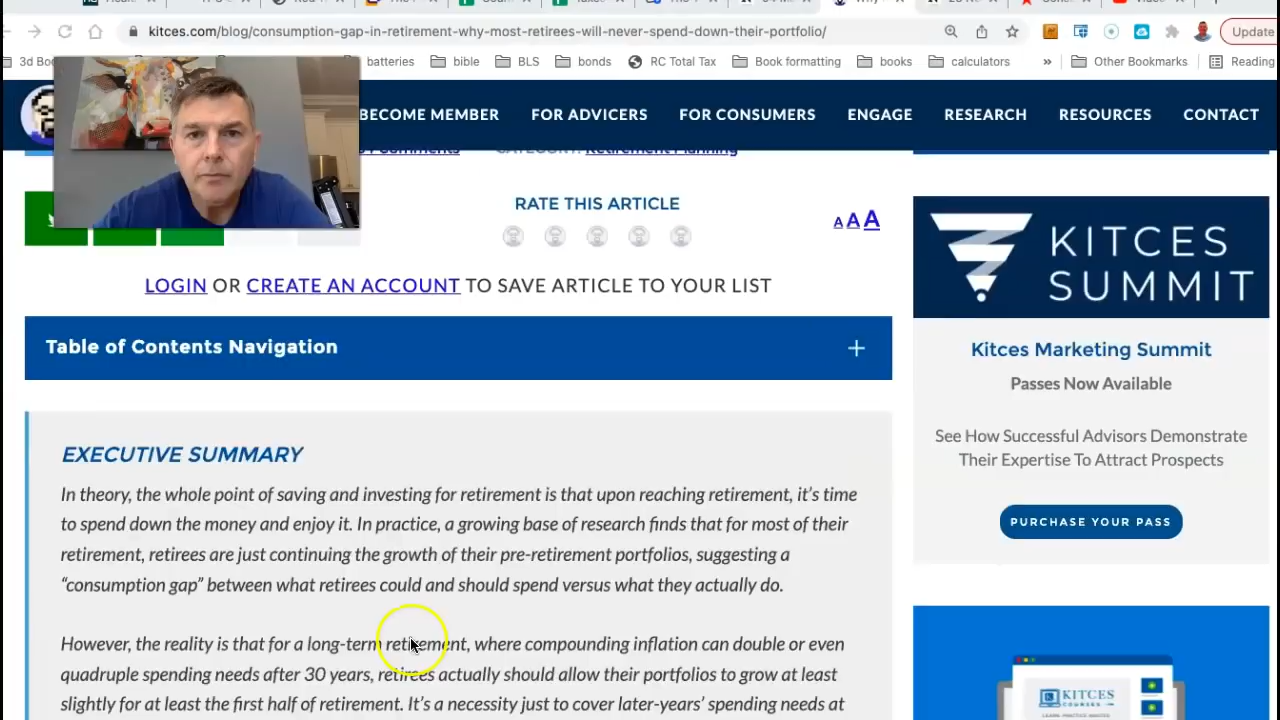 kitces.com/blog/consumption-gap-in-retirement-why-most-retirees-will-never-spend-down-their-portfolio/
Update
batteries bible BLS bonds RC Total Tax Book formatting books calculators » Other Bookmarks Reading
BECOME MEMBER FOR ADVICERS FOR CONSUMERS ENGAGE RESEARCH RESOURCES CONTACT
Comments CATEGORY: Retirement Planning
RATE THIS ARTICLE
A A A
LOGIN OR CREATE AN ACCOUNT TO SAVE ARTICLE TO YOUR LIST
Table of Contents Navigation +
EXECUTIVE SUMMARY
In theory, the whole point of saving and investing for retirement is that upon reaching retirement, it's time
to spend down the money and enjoy it. In practice, a growing base of research finds that for most of their
retirement, retirees are just continuing the growth of their pre-retirement portfolios, suggesting a
“consumption gap” between what retirees could and should spend versus what they actually do.
However, the reality is that for a long-term retirement, where compounding inflation can double or even
quadruple spending needs after 30 years, retirees actually should allow their portfolios to grow at least
slightly for at least the first half of retirement. It's a necessity just to cover later-years' spending needs at
KITCES
SUMMIT
Kitces Marketing Summit
Passes Now Available
See How Successful Advisors Demonstrate
Their Expertise To Attract Prospects
PURCHASE YOUR PASS
KITCES
COURSES